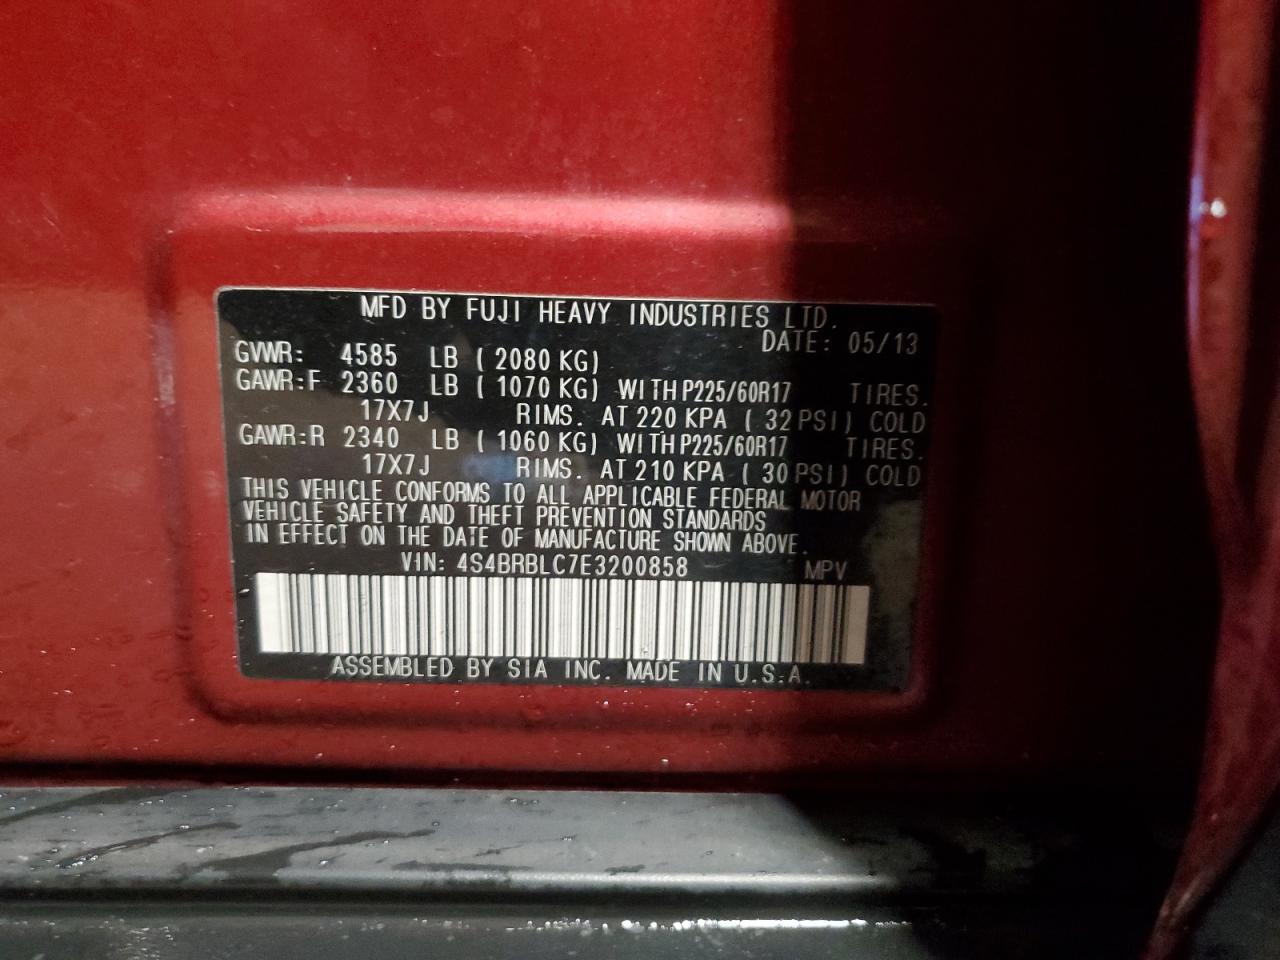 MFD BY FUJI HEAVY INDUSTRIES LTD.
DATE: 05/13
GVWR: 4585 LB ( 2080 KG)
GAWR:F 2360 LB ( 1070 KG) WITH P225/60R17 TIRES.
17X7J RIMS. AT 220 KPA ( 32 PSI) COLD
GAWR:R 2340 LB ( 1060 KG) WITH P225/60R17 TIRES.
17X7J RIMS. AT 210 KPA ( 30 PSI) COLD
THIS VEHICLE CONFORMS TO ALL APPLICABLE FEDERAL MOTOR
VEHICLE SAFETY AND THEFT PREVENTION STANDARDS
IN EFFECT ON THE DATE OF MANUFACTURE SHOWN ABOVE.
VIN: 4S4BRBLC7E3200858 MPV
ASSEMBLED BY SIA INC. MADE IN U.S.A.